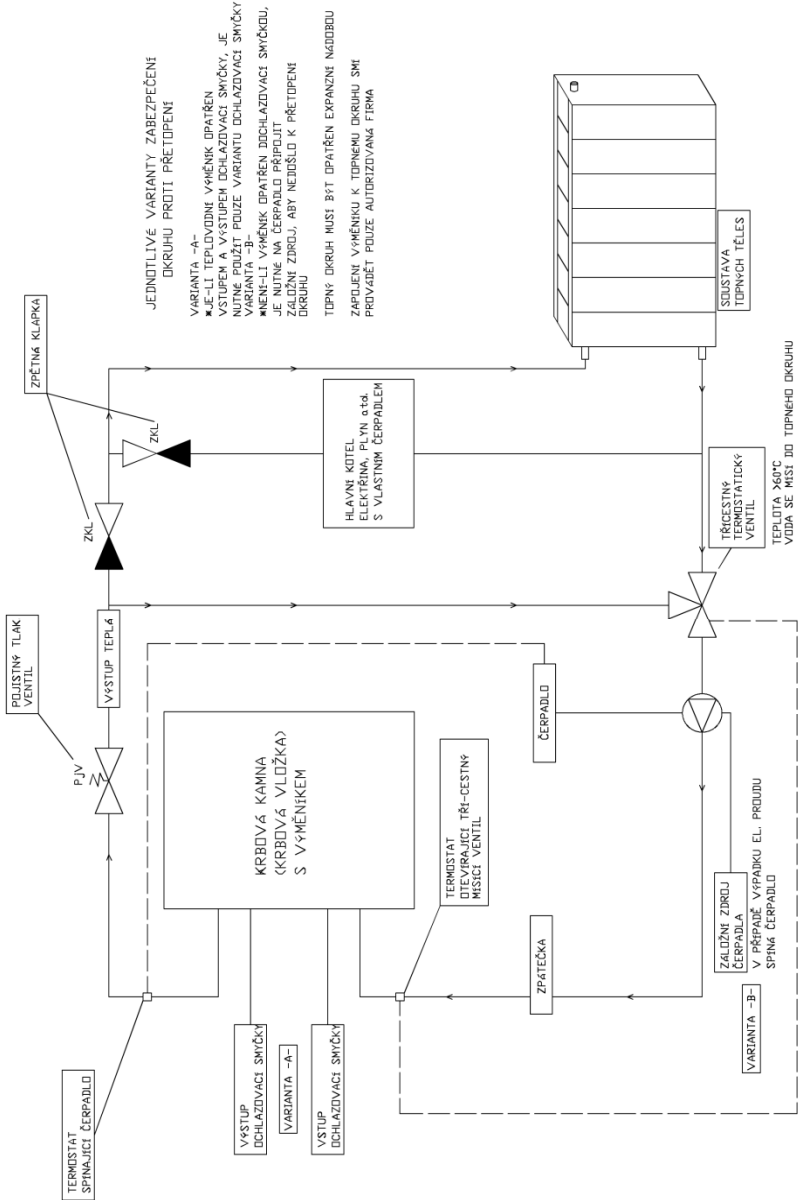 TERMOSTAT
SPÍNAJÍCÍ ČERPADLO
POJISTNÝ TLAK
VENTIL
PJV
VÝSTUP TEPLÁ
ZPĚTNÁ KLAPKA
ZKL
ZKL
JEDNOTLIVÉ VARIANTY ZABEZPEČENÍ
OKRUHU PROTI PŘETOPENÍ
VARIANTA -A-
*JE-LI TEPLOVODNÍ VÝMĚNÍK OPATŘEN
VSTUPEM A VÝSTUPEM OCHLAZOVACÍ SMYČKY, JE
NUTNÉ POUŽÍT POUZE VARIANTU OCHLAZOVACÍ SMYČKY
VARIANTA -B-
*NENÍ-LI VÝMĚNÍK OPATŘEN DOCHLAZOVACÍ SMYČKOU,
JE NUTNÉ NA ČERPADLO PŘIPOJIT
ZÁLOŽNÍ ZDROJ, ABY NEDOŠLO K PŘETOPENÍ
OKRUHU
TOPNÝ OKRUH MUSÍ BÝT OPATŘEN EXPANZNÍ NÁDOBOU
ZAPOJENÍ VÝMĚNÍKU K TOPNÉMU OKRUHU SMÍ
PROVÁDĚT POUZE AUTORIZOVANÁ FIRMA
VÝSTUP
OCHLAZOVACÍ SMYČKY
VARIANTA -A-
VSTUP
OCHLAZOVACÍ SMYČKY
KRBOVÁ KAMNA
(KRBOVÁ VLOŽKA)
S VÝMĚNÍKEM
HLAVNÍ KOTEL
ELEKTŘINA, PLYN atd.
S VLASTNÍM ČERPADLEM
TERMOSTAT
OTEVÍRAJÍCÍ TŘÍ-CESTNÝ
MÍSÍCÍ VENTIL
ČERPADLO
ZPÁTEČKA
SOUSTAVA
TOPNÝCH TĚLES
TŘÍCESTNÝ
TERMOSTATICKÝ
VENTIL
TEPLOTA >60°C
VODA SE MÍSÍ DO TOPNÉHO OKRUHU
VARIANTA -B-
ZÁLOŽNÍ ZDROJ
ČERPADLA
V PŘÍPADĚ VÝPADKU EL. PROUDU
SPÍNÁ ČERPADLO